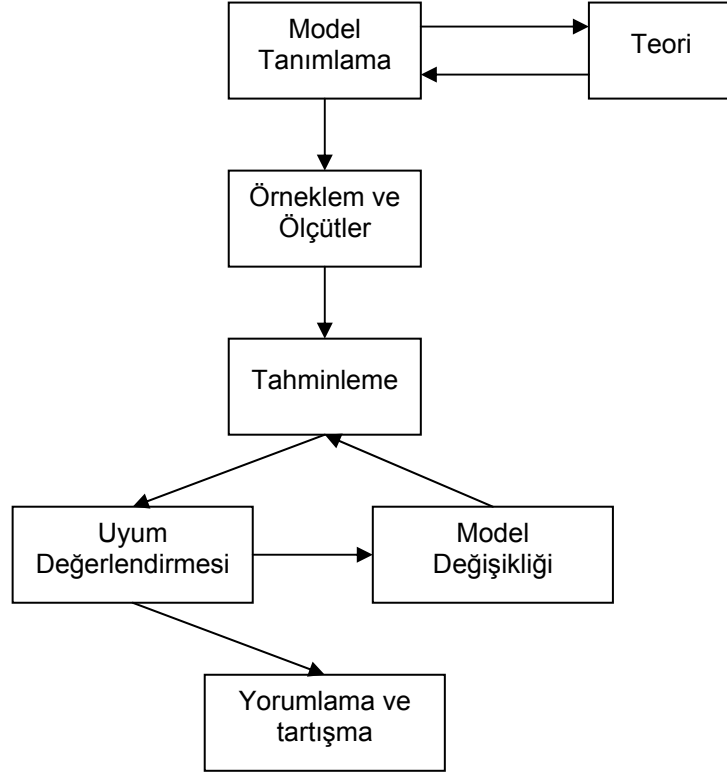 Model
Tanımlama
Teori
Örneklem ve
Ölçütler
Tahminleme
Uyum
Değerlendirmesi
Model
Değişikliği
Yorumlama ve
tartışma